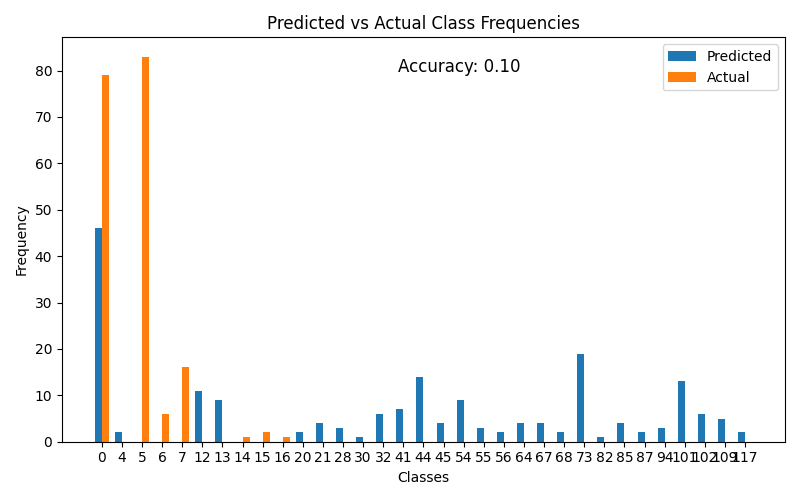 Predicted vs Actual Class Frequencies
Accuracy: 0.10
Predicted
Actual
Frequency
80
70
60
50
40
30
20
10
0
0 4 5 6 7 12 13 14 15 16 20 21 28 30 32 41 44 45 54 55 56 64 67 68 73 82 85 87 94 101 102 109 117
Classes